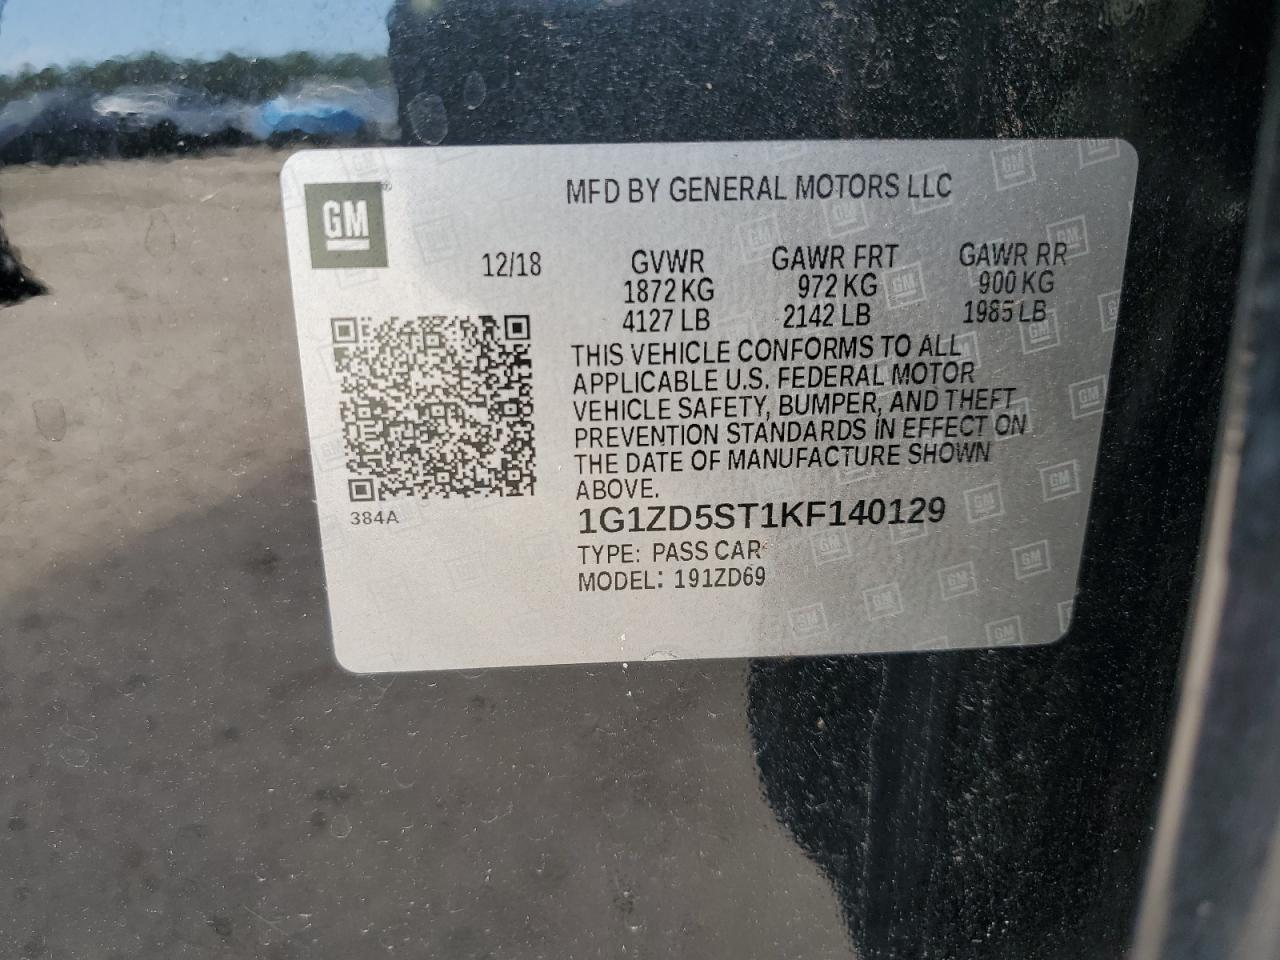 GM
MFD BY GENERAL MOTORS LLC
12/18 GVWR GAWR FRT GAWR RR
1872 KG 972 KG 900 KG
4127 LB 2142 LB 1985 LB
THIS VEHICLE CONFORMS TO ALL
APPLICABLE U.S. FEDERAL MOTOR
VEHICLE SAFETY, BUMPER, AND THEFT
PREVENTION STANDARDS IN EFFECT ON
THE DATE OF MANUFACTURE SHOWN
ABOVE.
384A
1G1ZD5ST1KF140129
TYPE: PASS CAR
MODEL: 191ZD69